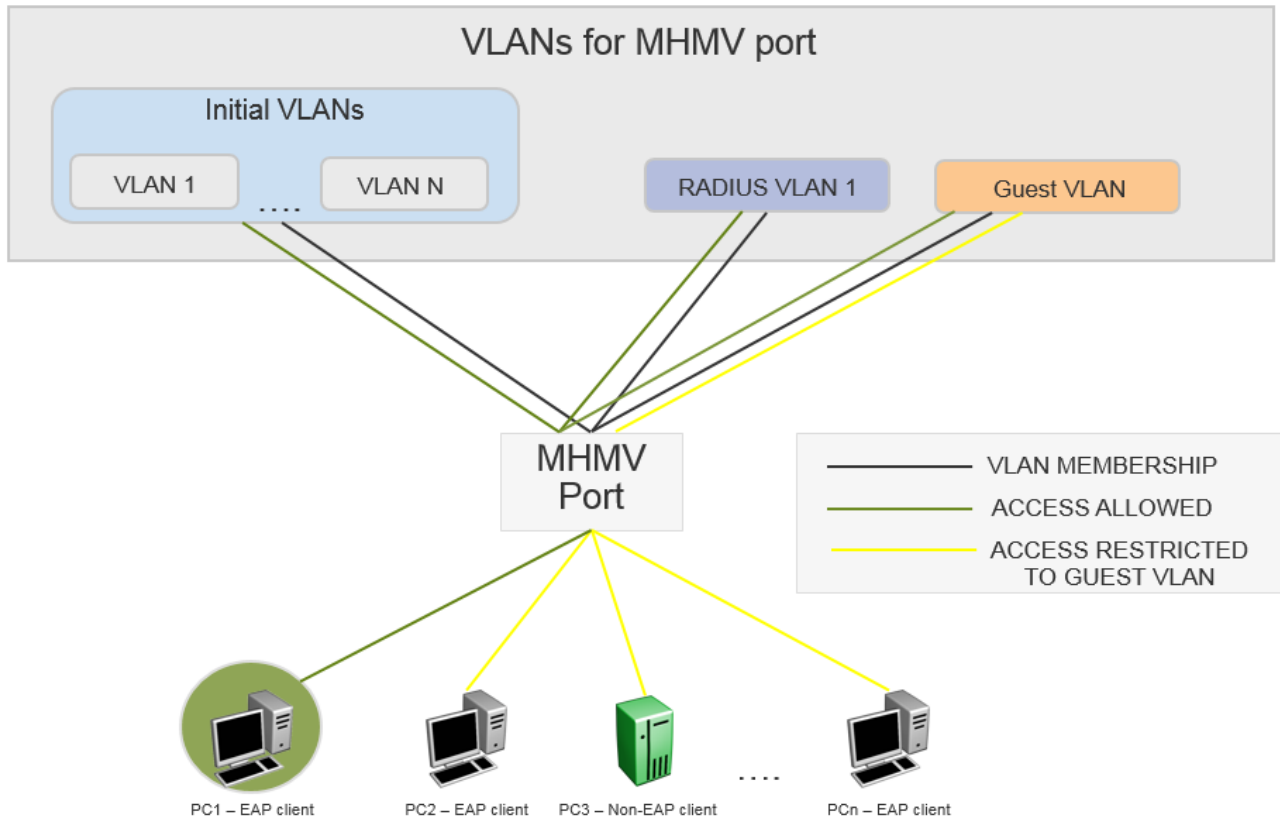 VLANs for MHMV port
Initial VLANs
VLAN 1
....
VLAN N
RADIUS VLAN 1
Guest VLAN
MHMV
Port
VLAN MEMBERSHIP
ACCESS ALLOWED
ACCESS RESTRICTED
TO GUEST VLAN
....
PC1 – EAP client
PC2 – EAP client
PC3 – Non-EAP client
PCn – EAP client